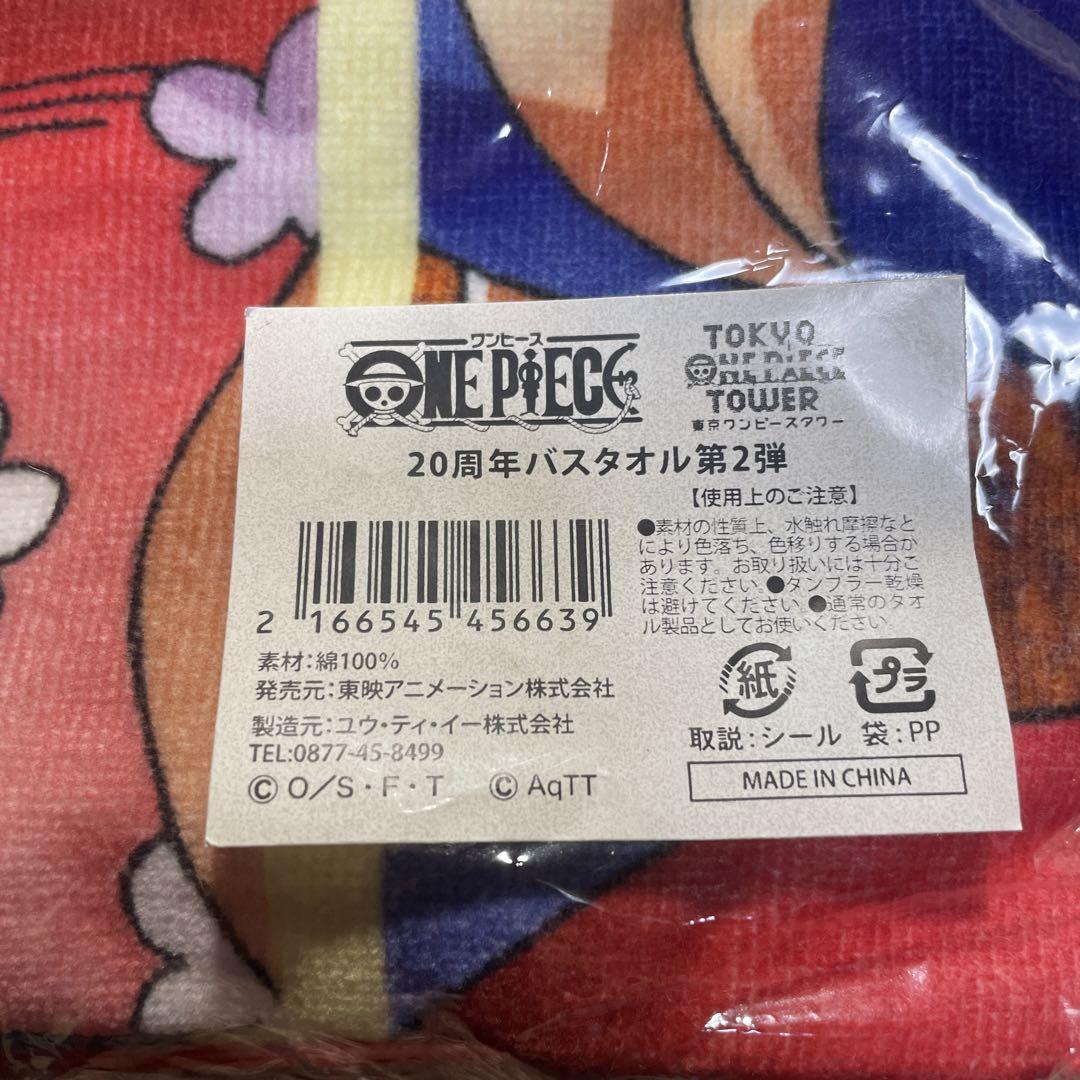 ワンピース
ONE PIECE
TOKYO
ONE PIECE
TOWER
東京ワンピースタワー
20周年バスタオル第2弾
【使用上のご注意】
●素材の性質上、水触れ摩擦など
により色落ち、色移りする場合が
あります。お取り扱いには十分ご
注意ください。●タンブラー乾燥
は避けてください。●通常のタオ
ル製品としてお使いください。
2 166545 456639
素材:綿100%
発売元:東映アニメーション株式会社
製造元:ユウ・ティ・イー株式会社
TEL:0877-45-8499
©O/S・F・T ©AqTT
紙
プラ
取説:シール 袋:PP
MADE IN CHINA